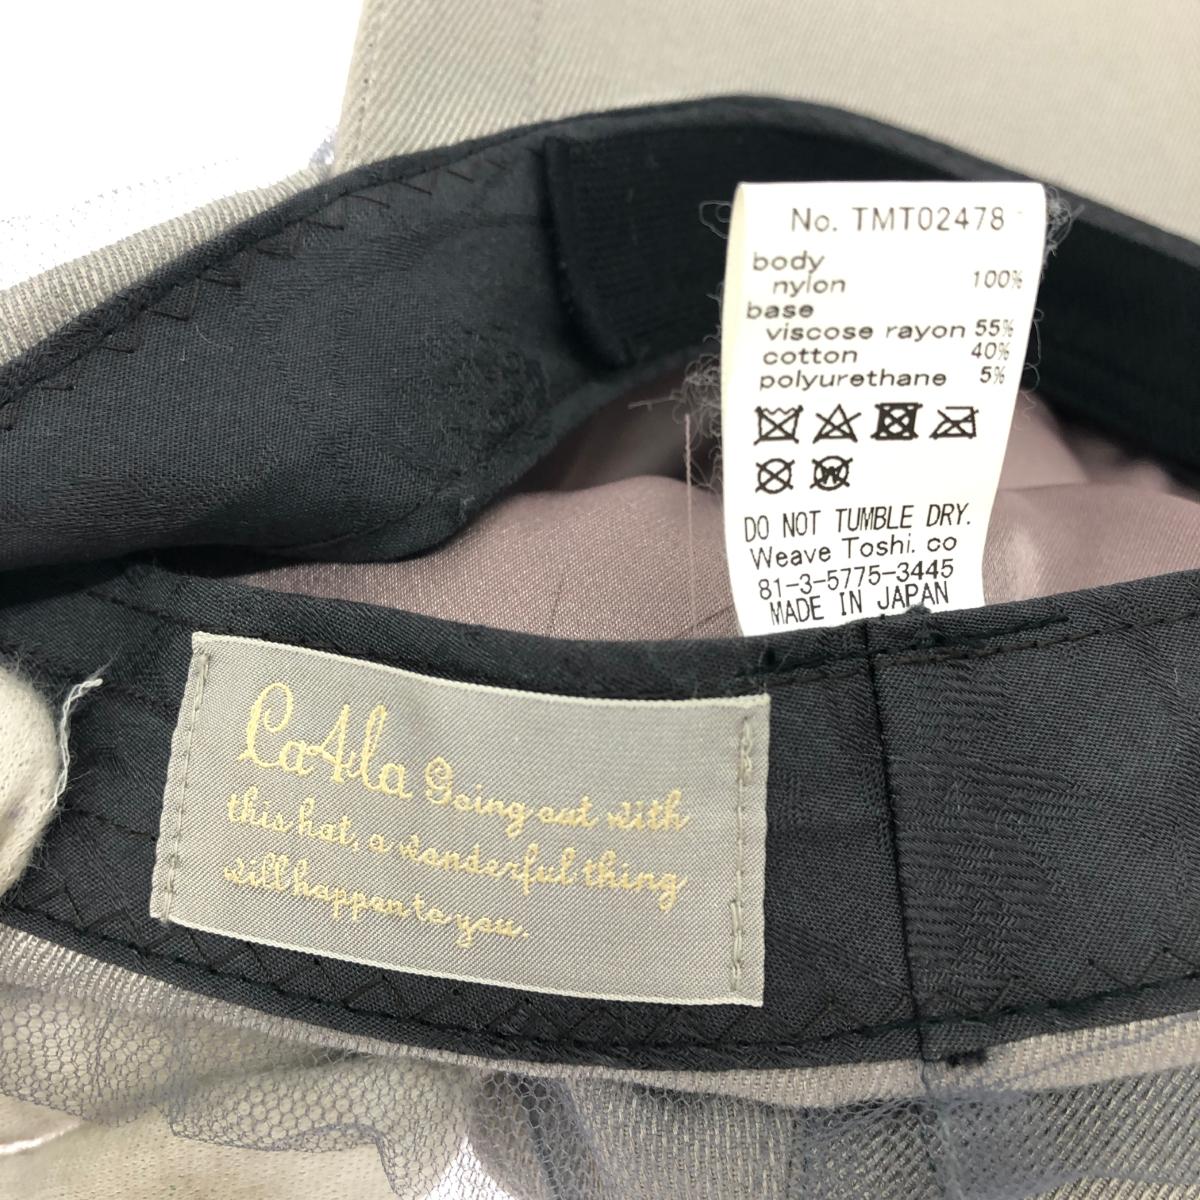 No. TMT02478
body
nylon 100%
base
viscose rayon 55%
cotton 40%
polyurethane 5%
DO NOT TUMBLE DRY.
Weave Toshi. co
81-3-5775-3445
MADE IN JAPAN
Ca4la Going out with
this hat, a wonderful thing
will happen to you.